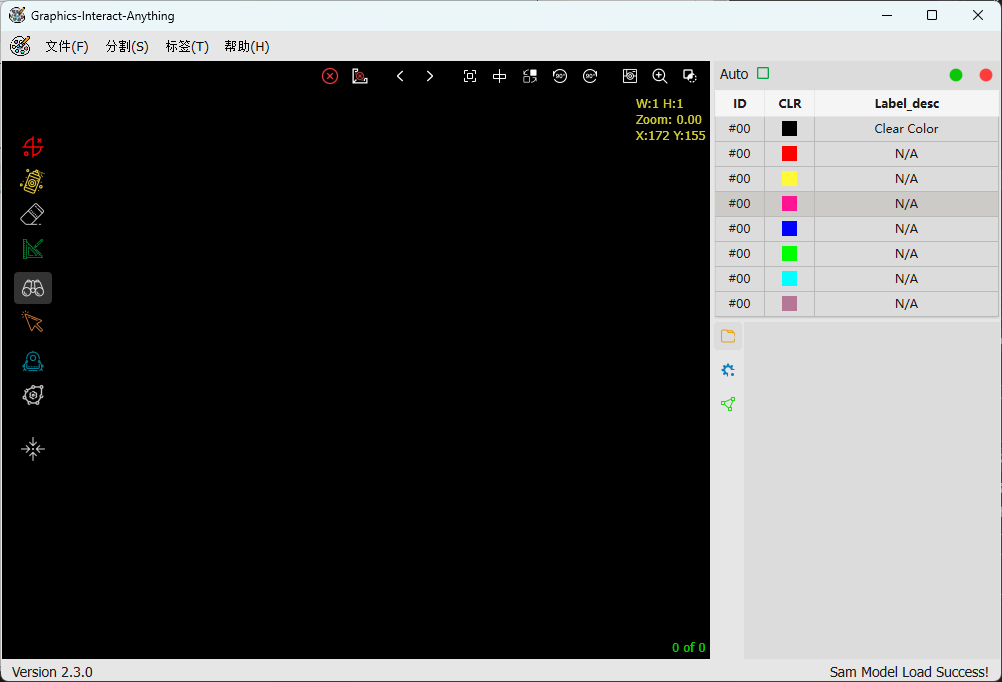 Graphics-Interact-Anything
文件(F) 分割(S) 标签(T) 帮助(H)
W:1 H:1
Zoom: 0.00
X:172 Y:155
0 of 0
Auto
ID CLR Label_desc
#00 Clear Color
#00 N/A
#00 N/A
#00 N/A
#00 N/A
#00 N/A
#00 N/A
#00 N/A
Version 2.3.0 Sam Model Load Success!